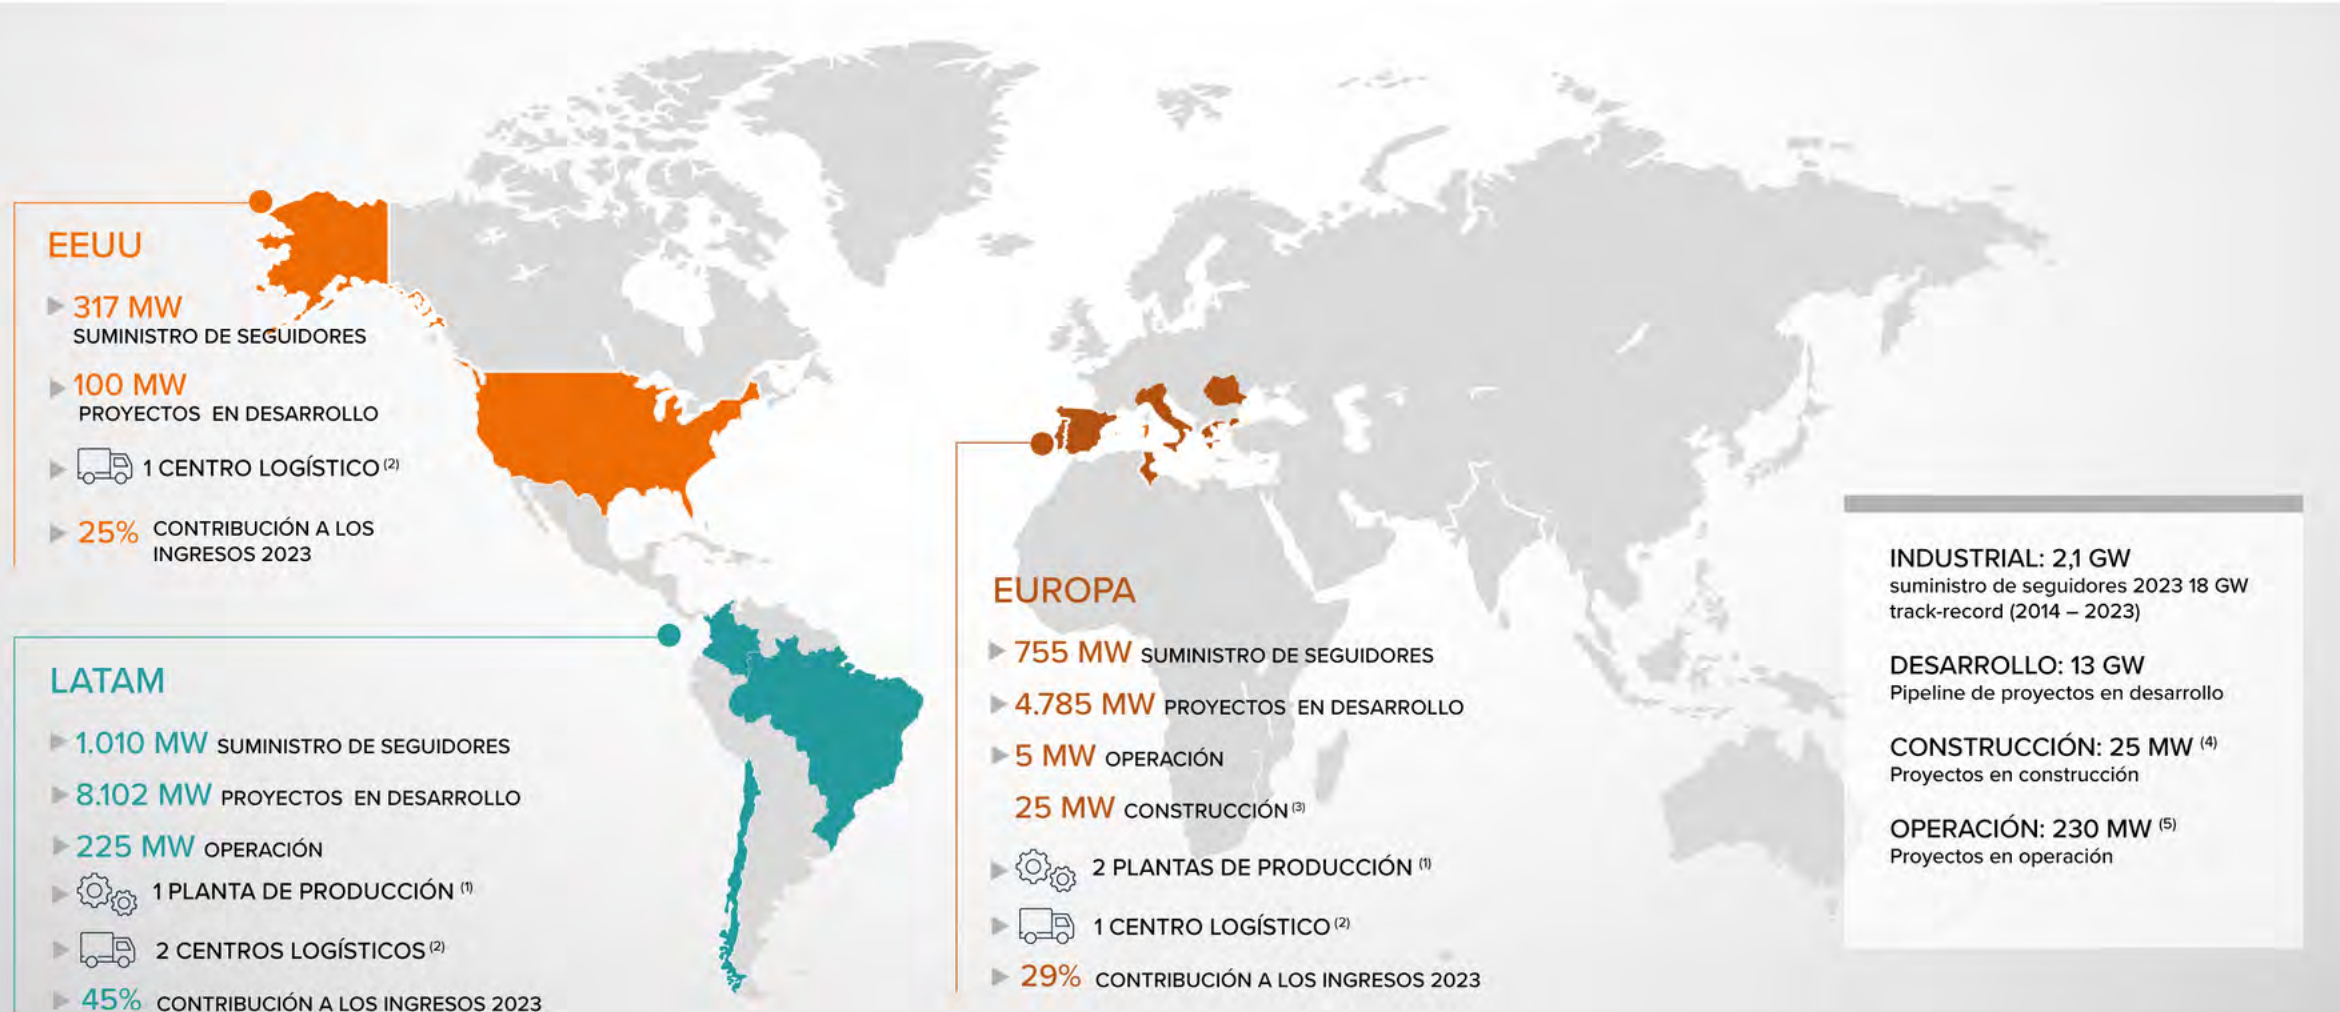 EEUU
317 MW
SUMINISTRO DE SEGUIDORES
100 MW
PROYECTOS EN DESARROLLO
1 CENTRO LOGÍSTICO (2)
25% CONTRIBUCIÓN A LOS
INGRESOS 2023
LATAM
1.010 MW SUMINISTRO DE SEGUIDORES
8.102 MW PROYECTOS EN DESARROLLO
225 MW OPERACIÓN
1 PLANTA DE PRODUCCIÓN (1)
2 CENTROS LOGÍSTICOS (2)
45% CONTRIBUCIÓN A LOS INGRESOS 2023
EUROPA
755 MW SUMINISTRO DE SEGUIDORES
4.785 MW PROYECTOS EN DESARROLLO
5 MW OPERACIÓN
25 MW CONSTRUCCIÓN (3)
2 PLANTAS DE PRODUCCIÓN (1)
1 CENTRO LOGÍSTICO (2)
29% CONTRIBUCIÓN A LOS INGRESOS 2023
INDUSTRIAL: 2,1 GW
suministro de seguidores 2023 18 GW
track-record (2014 – 2023)
DESARROLLO: 13 GW
Pipeline de proyectos en desarrollo
CONSTRUCCIÓN: 25 MW (4)
Proyectos en construcción
OPERACIÓN: 230 MW (5)
Proyectos en operación